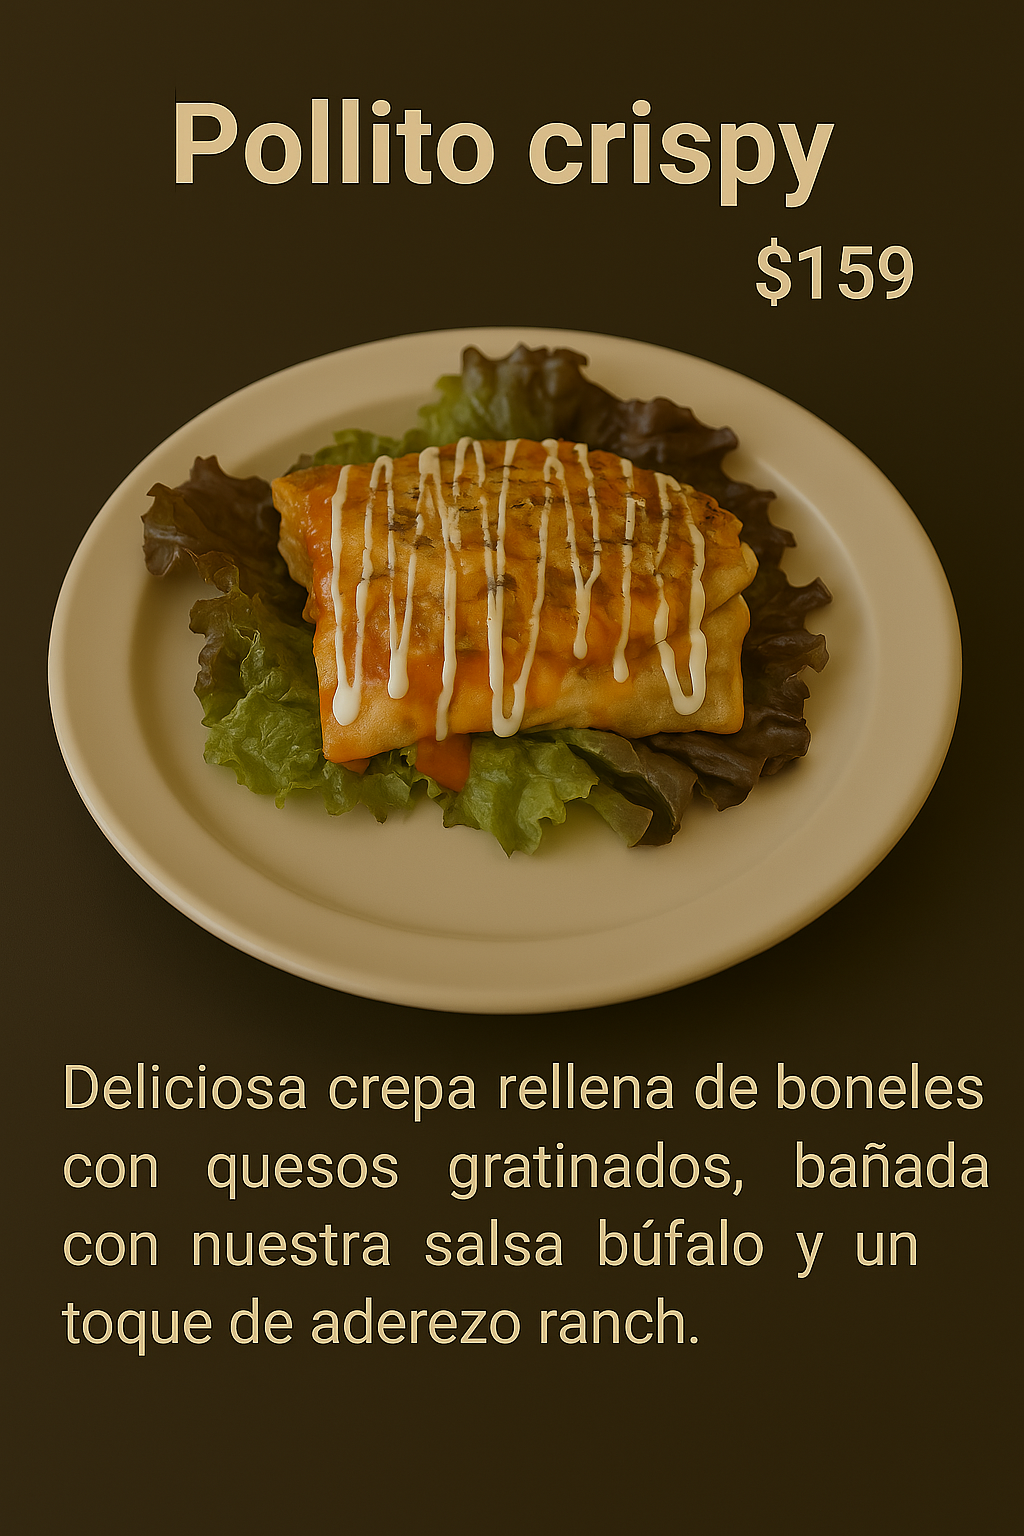 Pollito crispy
$159
Deliciosa crepa rellena de boneles
con quesos gratinados, bañada
con nuestra salsa búfalo y un
toque de aderezo ranch.